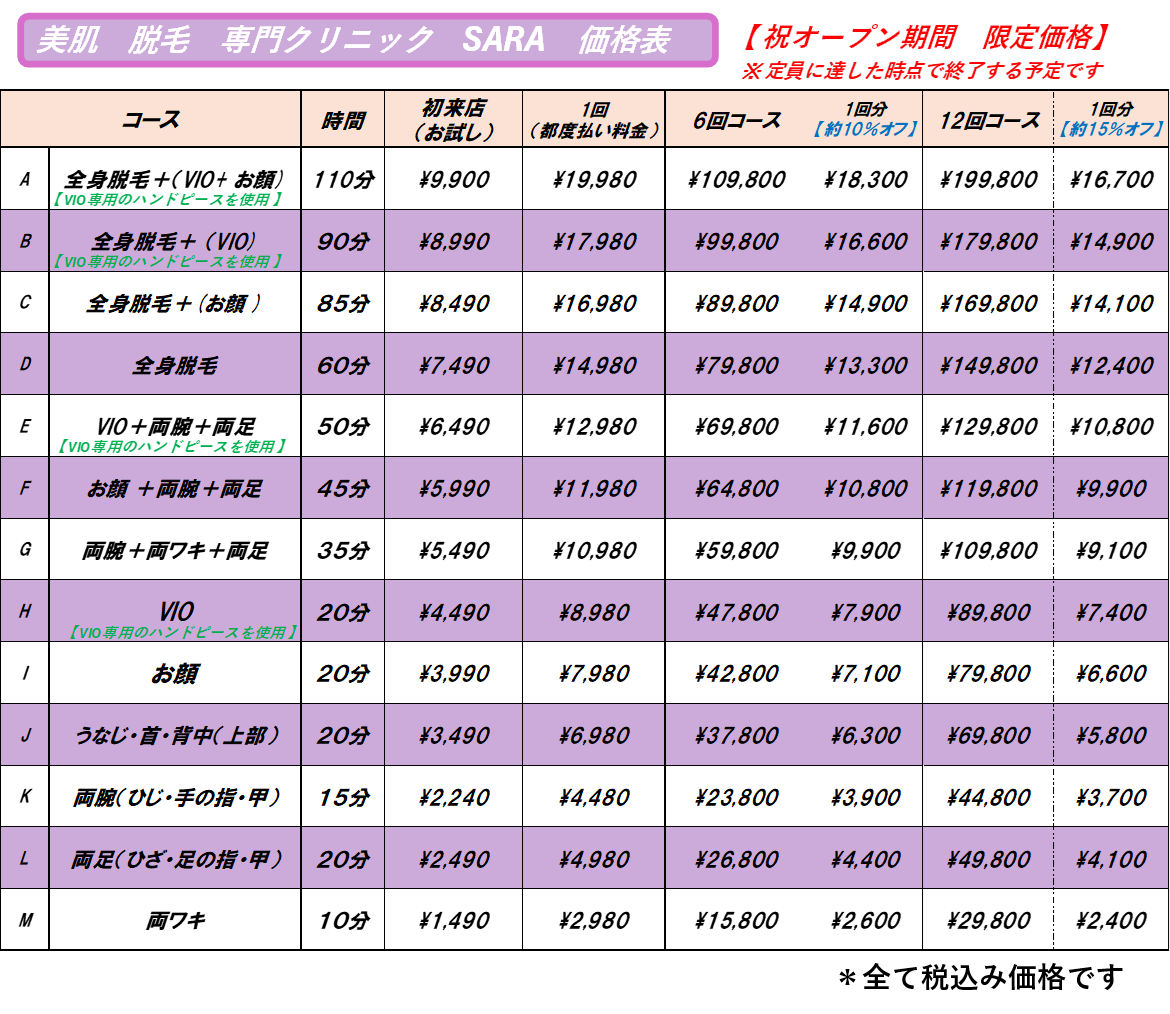 美肌　脱毛　専門クリニック　SARA　価格表
【祝オープン期間　限定価格】
※定員に達した時点で終了する予定です
コース 時間 初来店（お試し） 1回（都度払い料金） 6回コース 1回分【約10%オフ】 12回コース 1回分【約15%オフ】
A 全身脱毛＋（VIO+ お顔） 110分 ¥9,900 ¥19,980 ¥109,800 ¥18,300 ¥199,800 ¥16,700
【VIO専用のハンドピースを使用】
B 全身脱毛＋（VIO） 90分 ¥8,990 ¥17,980 ¥99,800 ¥16,600 ¥179,800 ¥14,900
【VIO専用のハンドピースを使用】
C 全身脱毛＋（お顔 ） 85分 ¥8,490 ¥16,980 ¥89,800 ¥14,900 ¥169,800 ¥14,100
D 全身脱毛 60分 ¥7,490 ¥14,980 ¥79,800 ¥13,300 ¥149,800 ¥12,400
E VIO＋両腕＋両足 50分 ¥6,490 ¥12,980 ¥69,800 ¥11,600 ¥129,800 ¥10,800
【VIO専用のハンドピースを使用】
F お顔 ＋両腕＋両足 45分 ¥5,990 ¥11,980 ¥64,800 ¥10,800 ¥119,800 ¥9,900
G 両腕＋両ワキ＋両足 35分 ¥5,490 ¥10,980 ¥59,800 ¥9,900 ¥109,800 ¥9,100
H VIO 20分 ¥4,490 ¥8,980 ¥47,800 ¥7,900 ¥89,800 ¥7,400
【VIO専用のハンドピースを使用】
I お顔 20分 ¥3,990 ¥7,980 ¥42,800 ¥7,100 ¥79,800 ¥6,600
J うなじ・首・背中（上部） 20分 ¥3,490 ¥6,980 ¥37,800 ¥6,300 ¥69,800 ¥5,800
K 両腕（ひじ・手の指・甲） 15分 ¥2,240 ¥4,480 ¥23,800 ¥3,900 ¥44,800 ¥3,700
L 両足（ひざ・足の指・甲） 20分 ¥2,490 ¥4,980 ¥26,800 ¥4,400 ¥49,800 ¥4,100
M 両ワキ 10分 ¥1,490 ¥2,980 ¥15,800 ¥2,600 ¥29,800 ¥2,400
＊全て税込み価格です